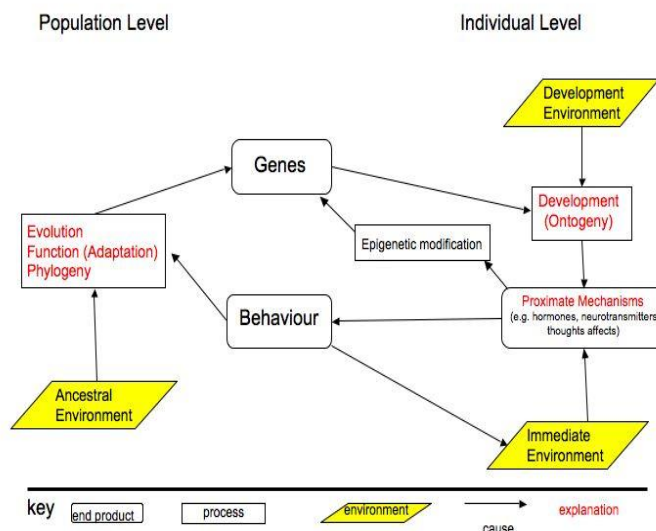 Population Level
Individual Level
Development
Environment
Genes
Development
(Ontogeny)
Evolution
Function (Adaptation)
Phylogeny
Epigenetic modification
Proximate Mechanisms
(e.g. hormones, neurotransmitters
thoughts affects)
Behaviour
Ancestral
Environment
Immediate
Environment
key
end product
process
environment
cause
explanation